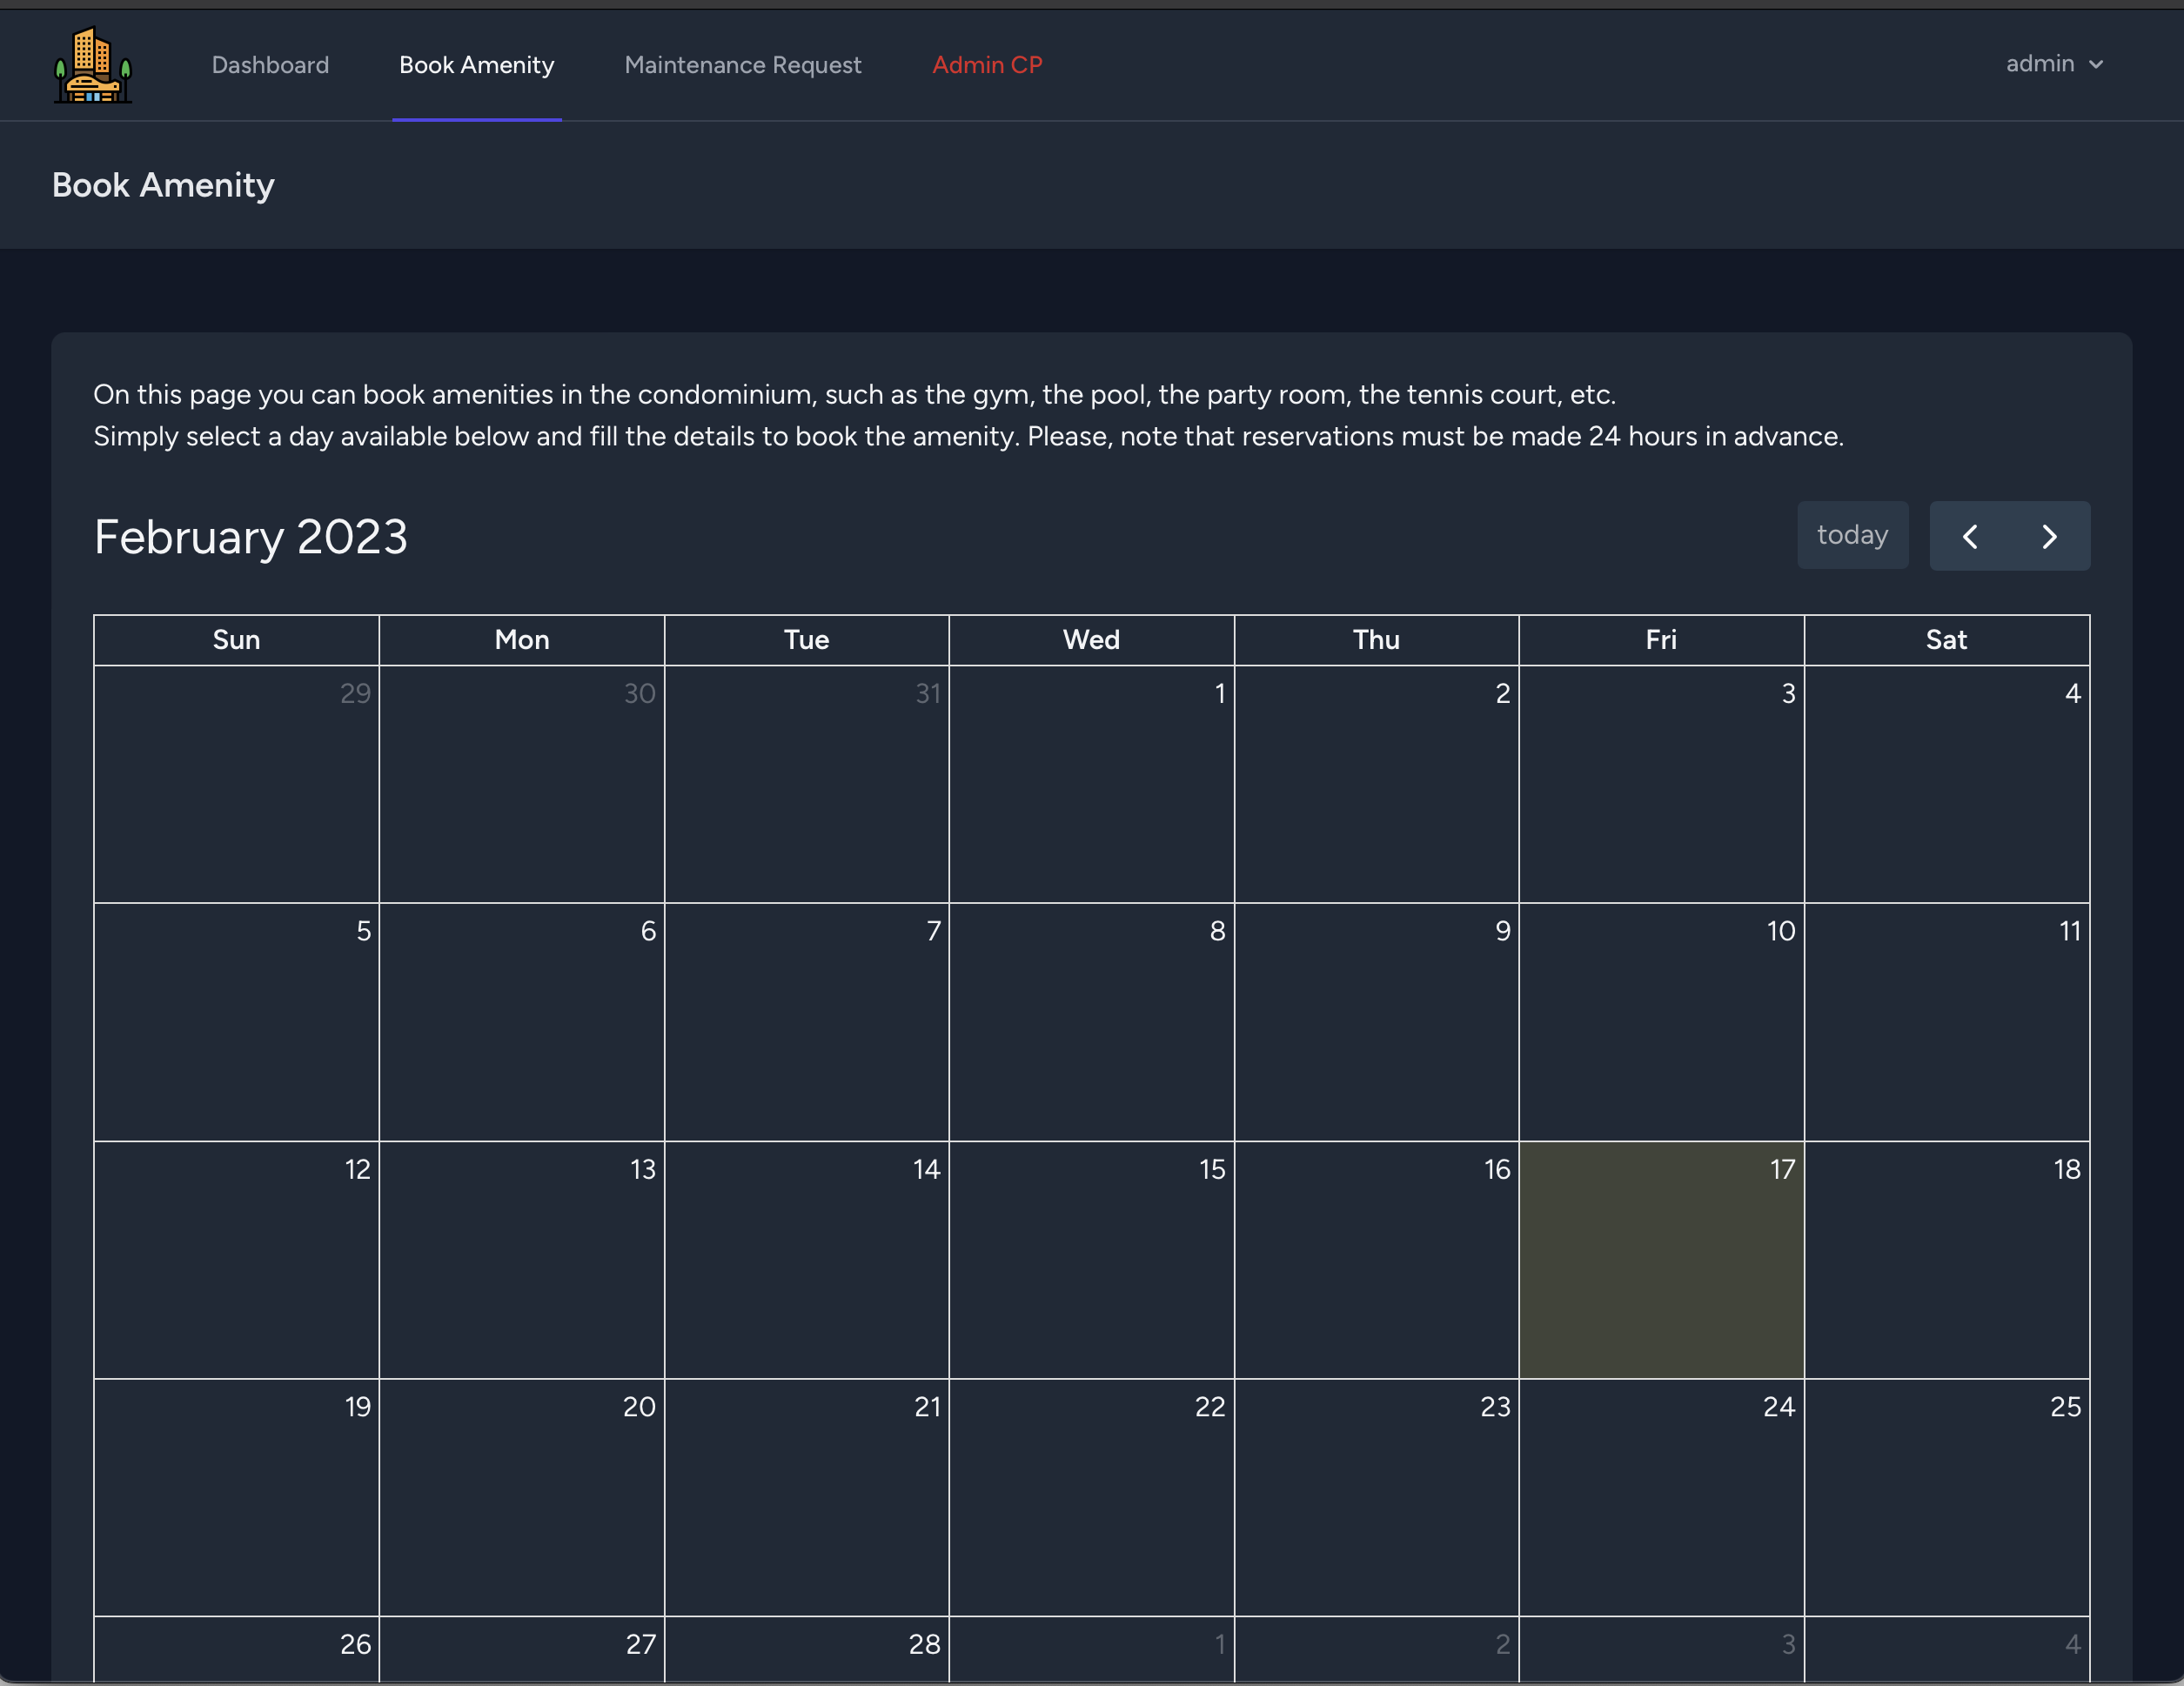 Dashboard Book Amenity Maintenance Request Admin CP admin
Book Amenity
On this page you can book amenities in the condominium, such as the gym, the pool, the party room, the tennis court, etc.
Simply select a day available below and fill the details to book the amenity. Please, note that reservations must be made 24 hours in advance.
February 2023 today
Sun Mon Tue Wed Thu Fri Sat
29 30 31 1 2 3 4
5 6 7 8 9 10 11
12 13 14 15 16 17 18
19 20 21 22 23 24 25
26 27 28 1 2 3 4